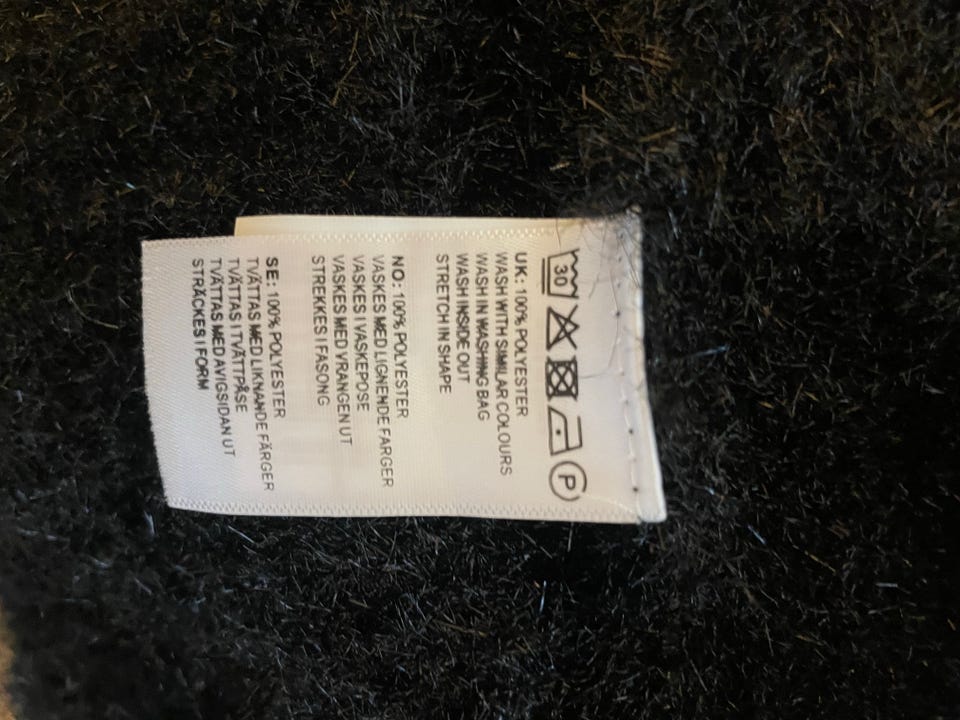 30 P
UK: 100% POLYESTER
WASH WITH SIMILAR COLOURS
WASH IN WASHING BAG
WASH INSIDE OUT
STRETCH IN SHAPE
NO: 100% POLYESTER
VASKES MED LIGNENDE FARGER
VASKES I VASKEPOSE
VASKES MED VRANGEN UT
STREKKES I FASONG
SE: 100% POLYESTER
TVÄTTAS MED LIKNANDE FÄRGER
TVÄTTAS I TVÄTTPÅSE
TVÄTTAS MED AVIGSIDAN UT
STRÄCKES I FORM